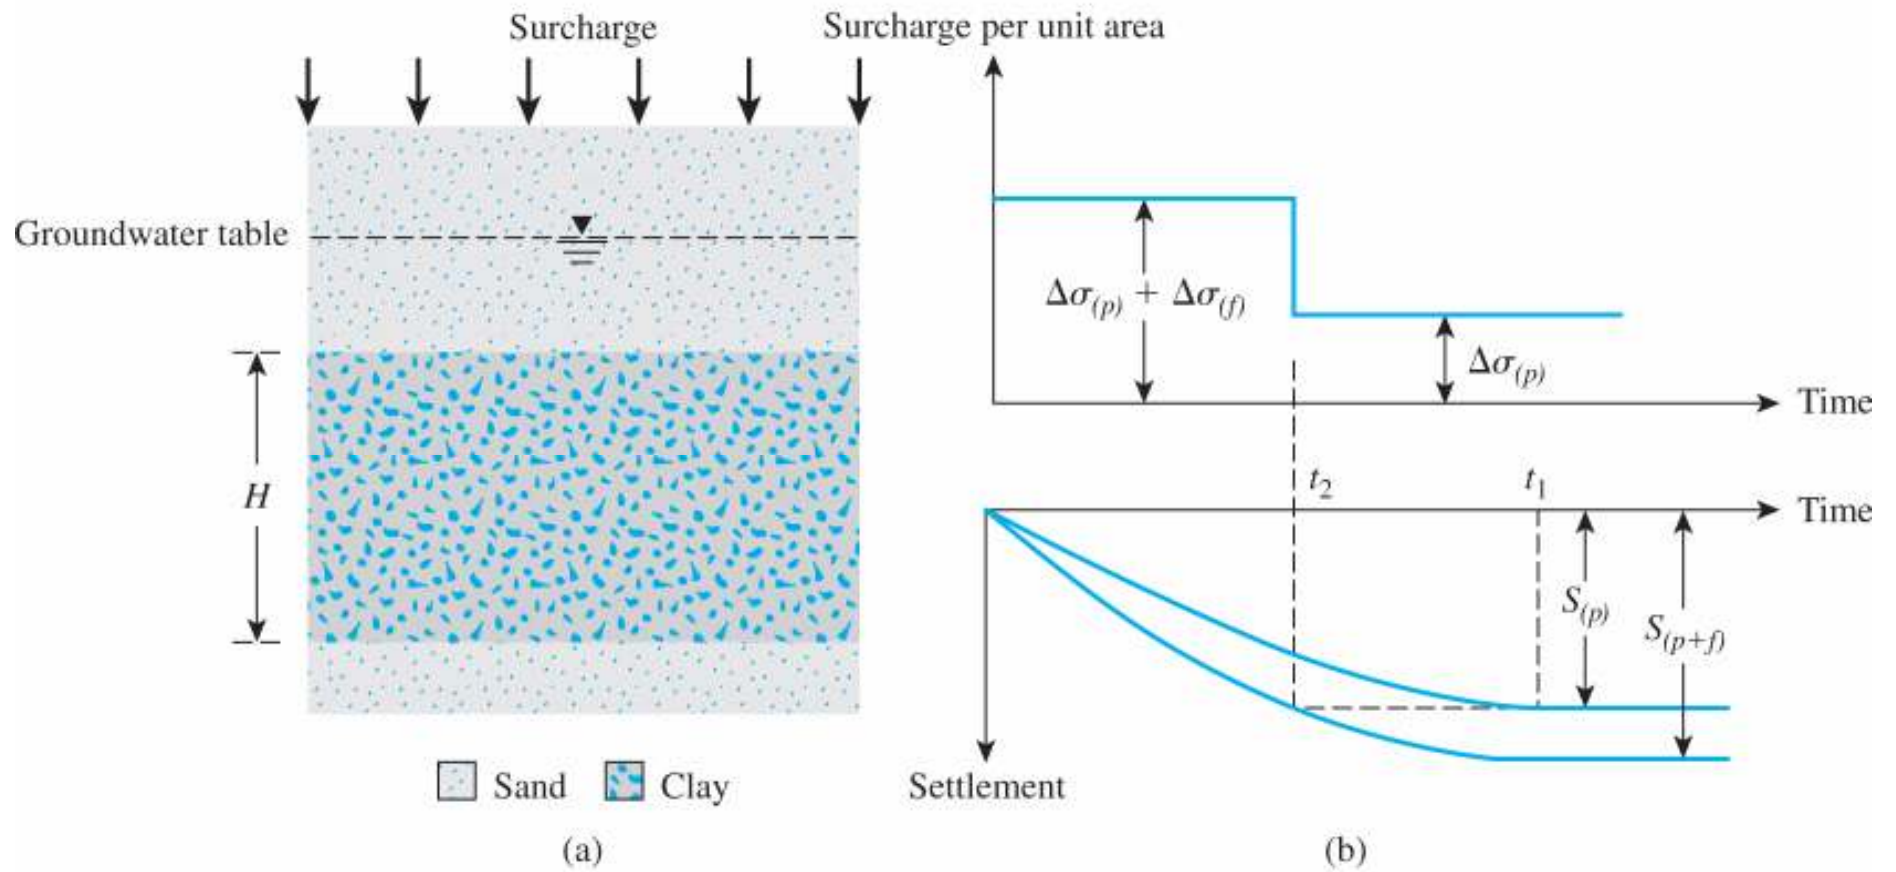 Surcharge
Groundwater table
H
Sand
Clay
(a)
Surcharge per unit area
Δσ(p) + Δσ(f)
Δσ(p)
Time
t2
t1
Time
S(p)
S(p+f)
Settlement
(b)